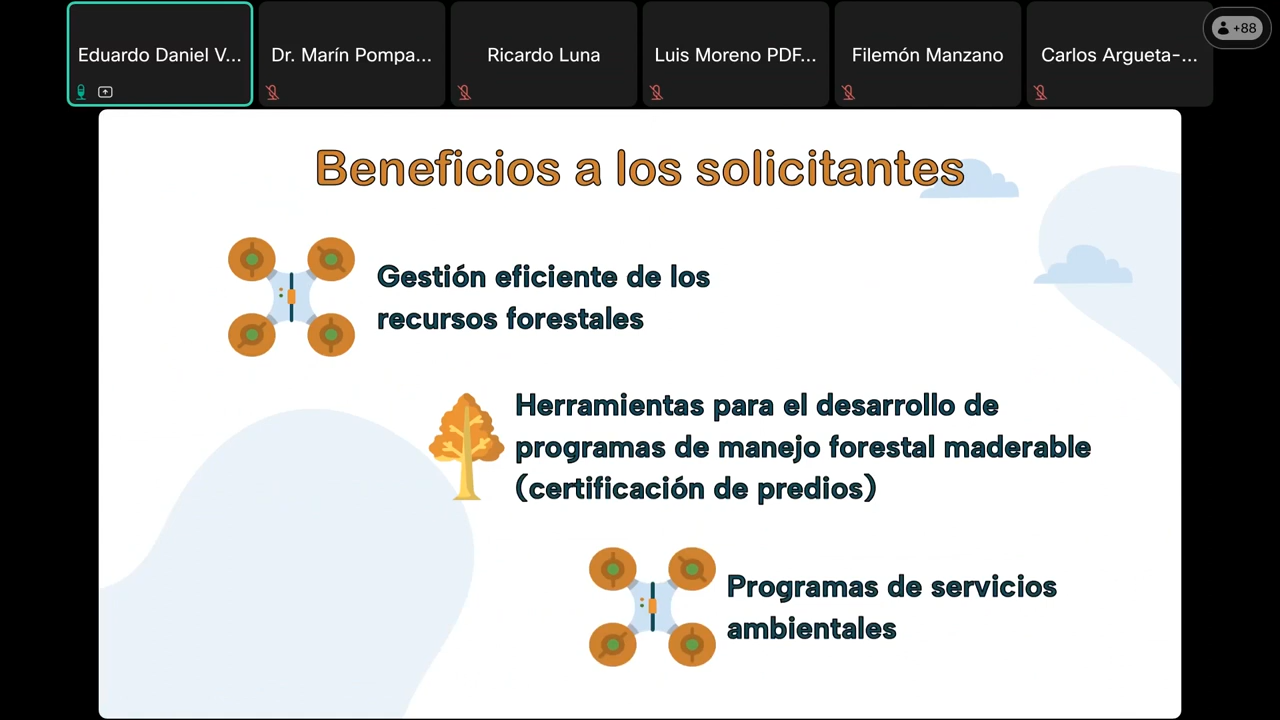 Eduardo Daniel V...
Dr. Marín Pompa...
Ricardo Luna
Luis Moreno PDF...
Filemón Manzano
Carlos Argueta-...
+88
Beneficios a los solicitantes
Gestión eficiente de los
recursos forestales
Herramientas para el desarrollo de
programas de manejo forestal maderable
(certificación de predios)
Programas de servicios
ambientales